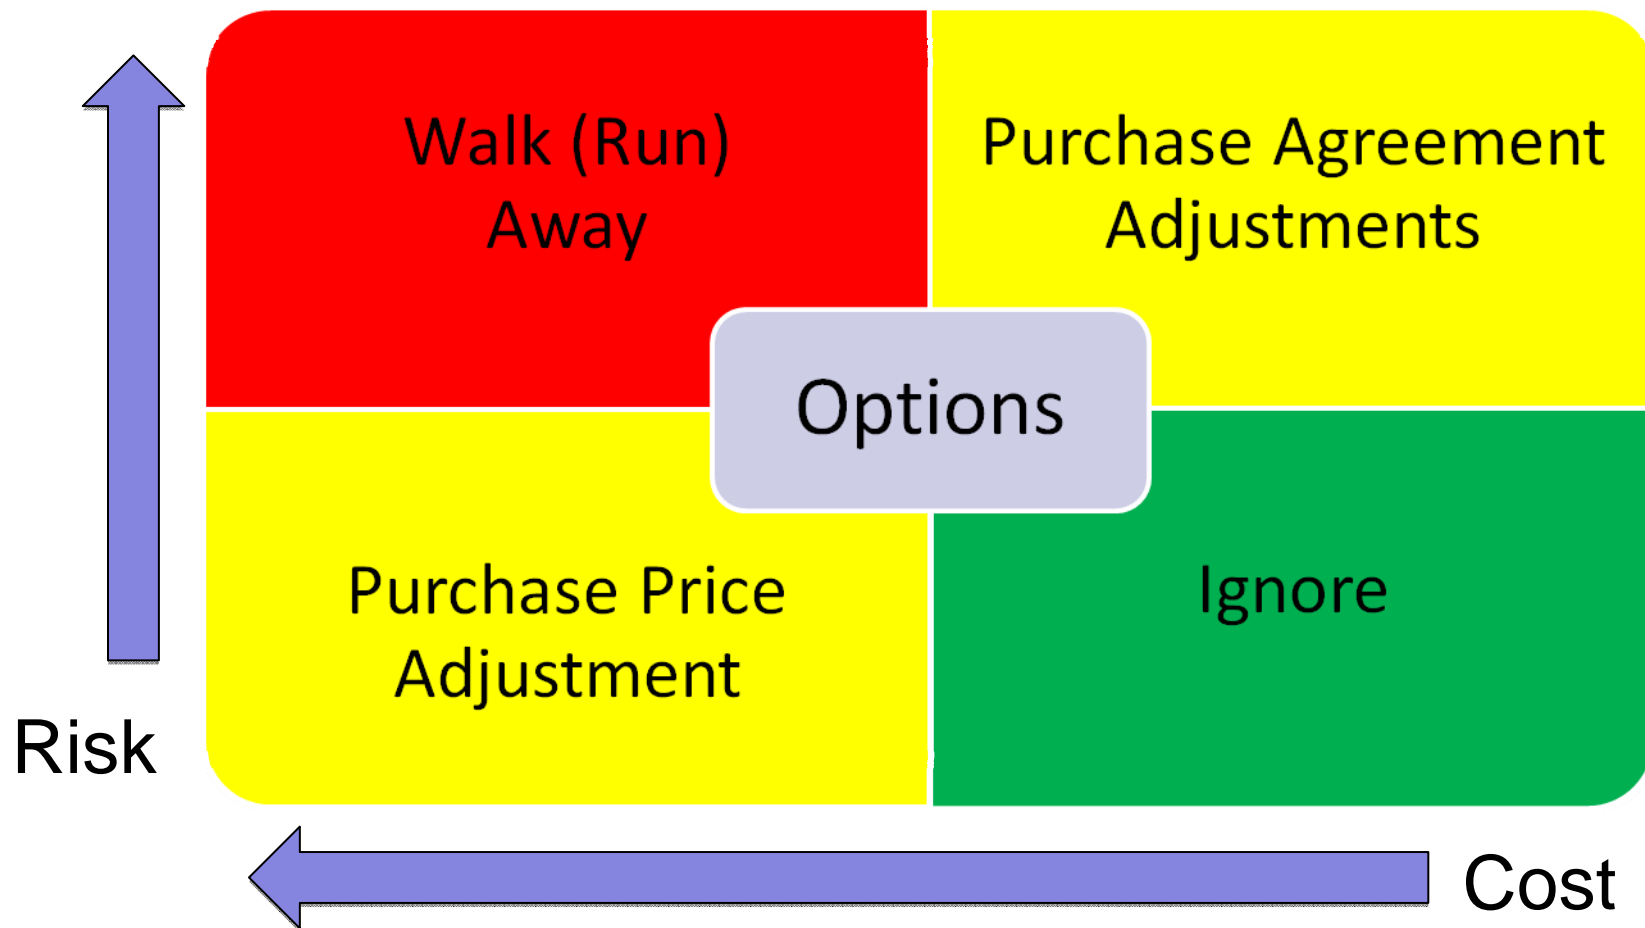 Walk (Run)
Away
Purchase Agreement
Adjustments
Options
Purchase Price
Adjustment
Ignore
Risk
Cost